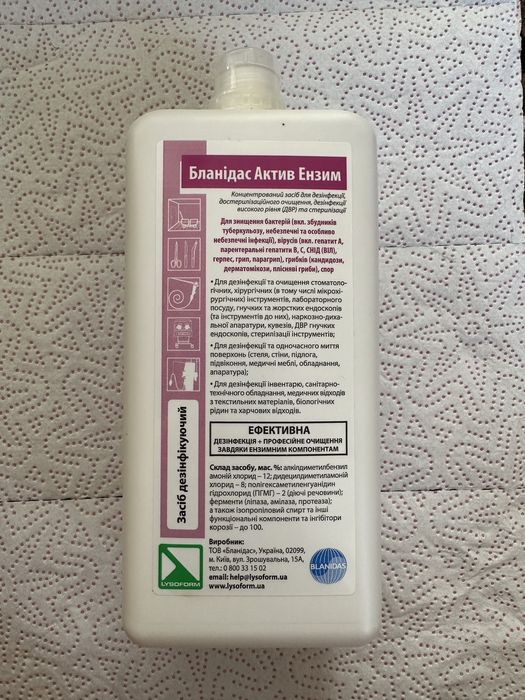 Бланідас Актив Ензим
Концентрований засіб для дезінфекції,
достерилізаційного очищення, дезінфекції
високого рівня (ДВР) та стерилізації
Для знищення бактерій (вкл. збудників
туберкульозу, небезпечні та особливо
небезпечні інфекції), вірусів (вкл. гепатит А,
парентеральні гепатити В, С, СНІД (ВІЛ),
герпес, грип, парагрип), грибків (кандидози,
дерматомікози, плісняві гриби), спор
• Для дезінфекції та очищення стоматоло-
гічних, хірургічних (в тому числі мікрохі-
рургічних) інструментів, лабораторного
посуду, гнучких та жорстких ендоскопів
(та інструментів до них), наркозно-диха-
льної апаратури, кувезів, ДВР гнучких
ендоскопів, стерилізації інструментів;
• Для дезінфекції та одночасного миття
поверхонь (стеля, стіни, підлога,
підвіконня, медичні меблі, обладнання,
апаратура);
• Для дезінфекції інвентарю, санітарно-
технічного обладнання, медичних відходів
з текстильних матеріалів, біологічних
рідин та харчових відходів.
Засіб дезінфікуючий
ЕФЕКТИВНА
ДЕЗІНФЕКЦІЯ + ПРОФЕСІЙНЕ ОЧИЩЕННЯ
ЗАВДЯКИ ЕНЗИМНИМ КОМПОНЕНТАМ
Склад засобу, мас. %: алкілдиметилбензил
амоній хлорид – 12; дидецилдиметиламоній
хлорид – 8; полігексаметиленгуанідин
гідрохлорид (ПГМГ) – 2 (діючі речовини);
ферменти (ліпаза, амілаза, протеаза);
а також ізопропіловий спирт та інші
функціональні компоненти та інгібітори
корозії – до 100.
Виробник:
ТОВ «Бланідас», Україна, 02099,
м. Київ, вул. Зрошувальна, 15А,
тел.: 0 800 33 15 02
email: help@lysoform.ua
www.lysoform.ua
LYSOFORM
BLANIDAS